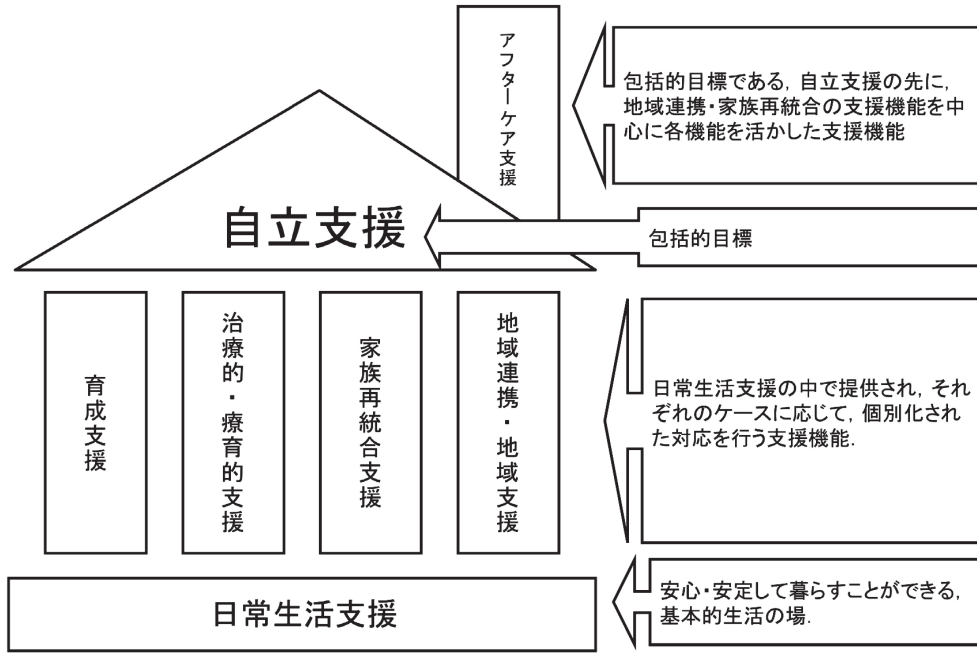 アフターケア支援
包括的目標である, 自立支援の先に,
地域連携・家族再統合の支援機能を中
心に各機能を活かした支援機能
自立支援
包括的目標
育成支援
治療的・療育的支援
家族再統合支援
地域連携・地域支援
日常生活支援の中で提供され, それ
ぞれのケースに応じて, 個別化され
た対応を行う支援機能.
日常生活支援
安心・安定して暮らすことができる,
基本的生活の場.